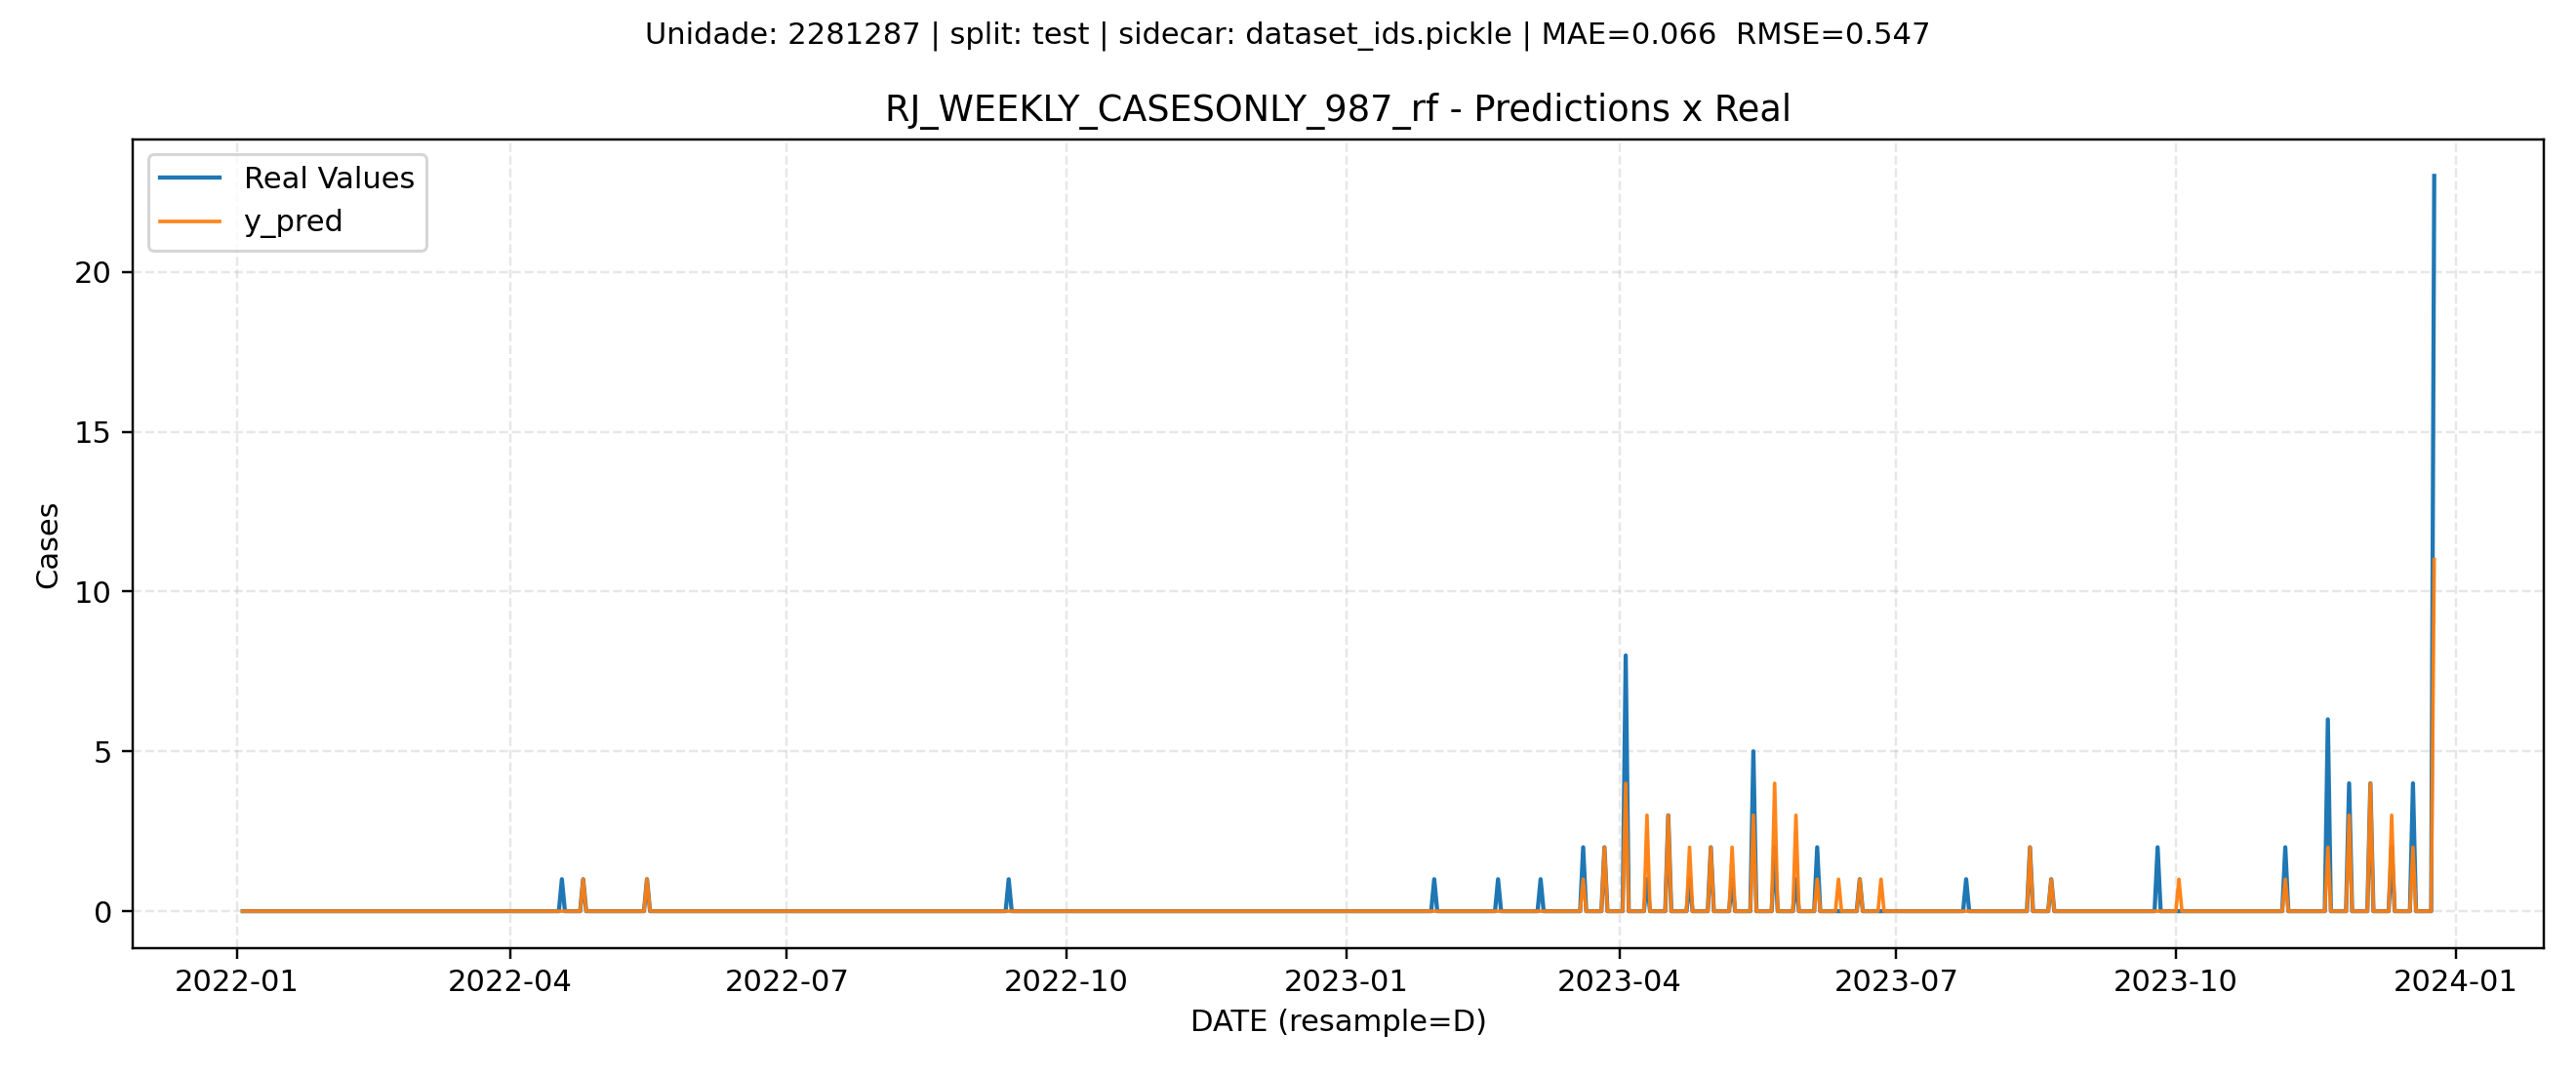 Unidade: 2281287 | split: test | sidecar: dataset_ids.pickle | MAE=0.066  RMSE=0.547
RJ_WEEKLY_CASESONLY_987_rf - Predictions x Real
Real Values
y_pred
20
15
10
5
0
Cases
2022-01
2022-04
2022-07
2022-10
2023-01
2023-04
2023-07
2023-10
2024-01
DATE (resample=D)